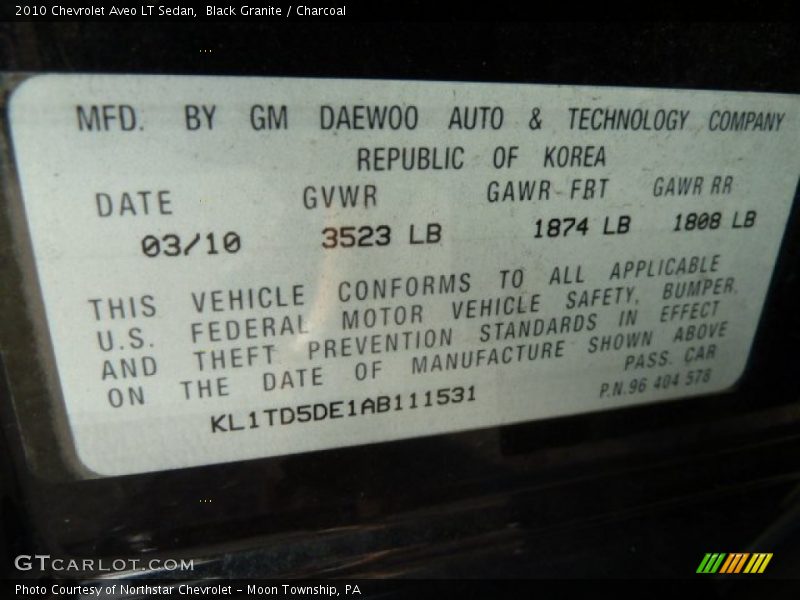 2010 Chevrolet Aveo LT Sedan, Black Granite / Charcoal
MFD. BY GM DAEWOO AUTO & TECHNOLOGY COMPANY
REPUBLIC OF KOREA
DATE GVWR GAWR FRT GAWR RR
03/10 3523 LB 1874 LB 1808 LB
THIS VEHICLE CONFORMS TO ALL APPLICABLE
U.S. FEDERAL MOTOR VEHICLE SAFETY, BUMPER,
AND THEFT PREVENTION STANDARDS IN EFFECT
ON THE DATE OF MANUFACTURE SHOWN ABOVE
PASS. CAR
KL1TD5DE1AB111531 P.N.96 404 578
GTCARLOT.COM
Photo Courtesy of Northstar Chevrolet - Moon Township, PA